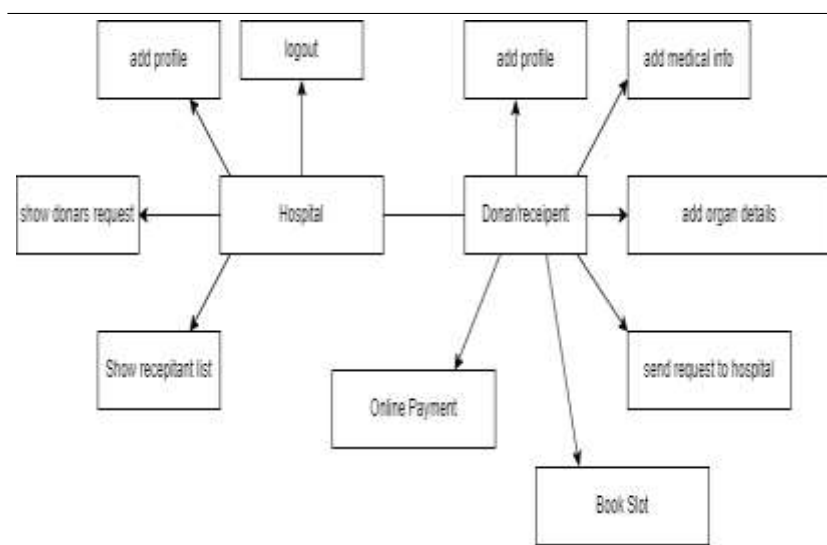 add profile
logout
add profile
add medical info
show donars request
Hospital
Donar/receipent
add organ details
Show recepitant list
Online Payment
send request to hospital
Book Slot